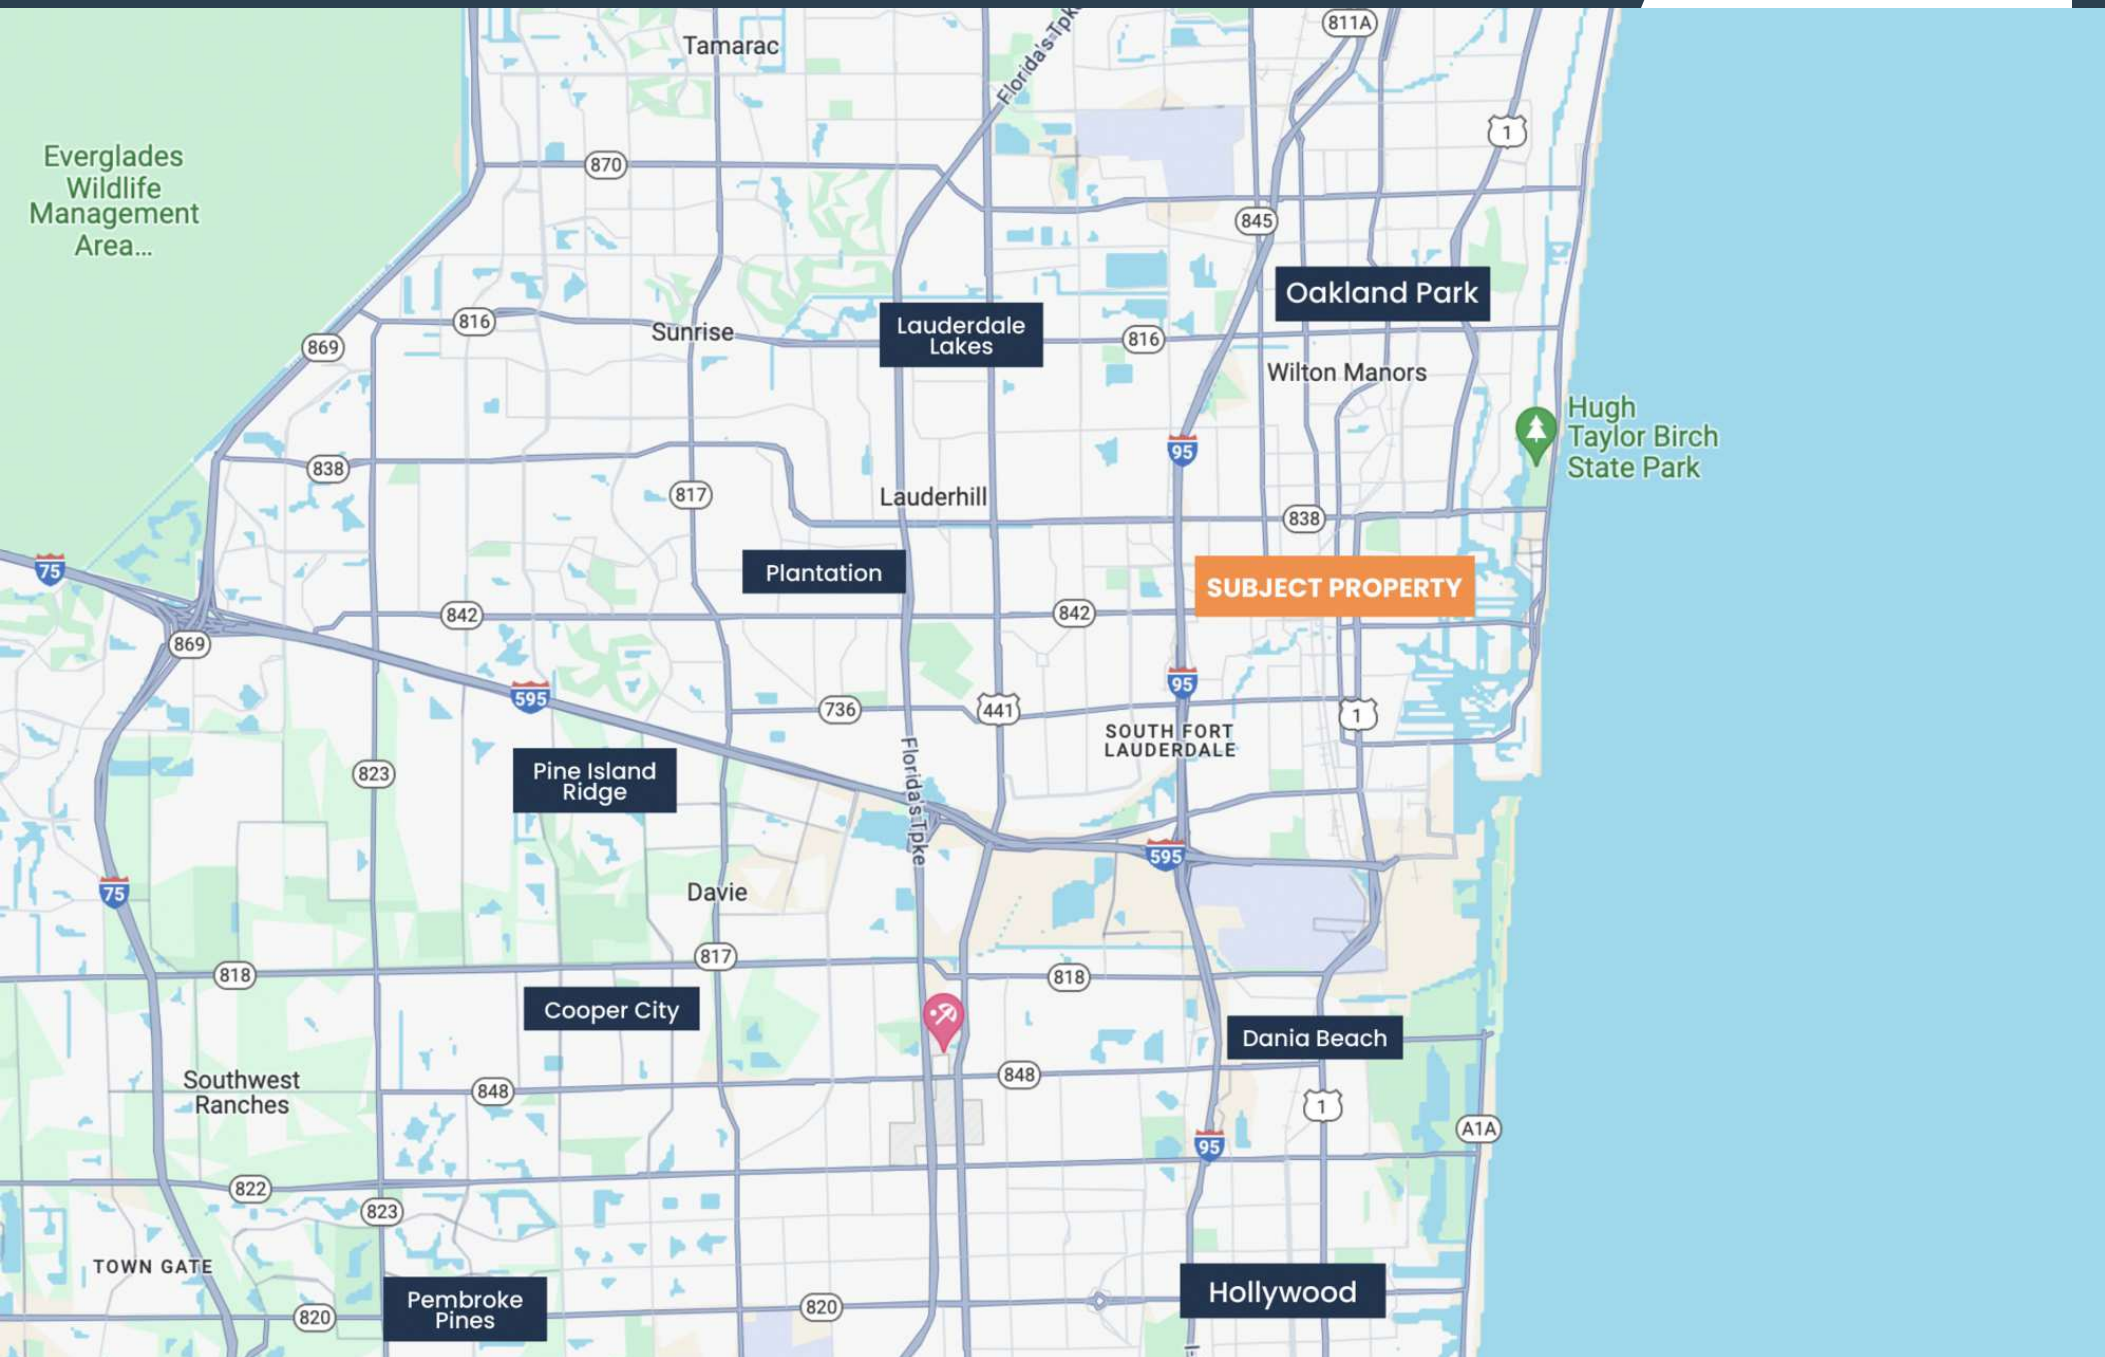 811A
Tamarac
Florida's Tpke
1
Everglades
Wildlife
Management
Area...
870
845
Oakland Park
816
Sunrise
Lauderdale
Lakes
816
869
Wilton Manors
Hugh
Taylor Birch
State Park
95
838
817
Lauderhill
838
75
Plantation
SUBJECT PROPERTY
842
842
869
595
95
736
441
1
SOUTH FORT
LAUDERDALE
Pine Island
Ridge
823
Florida's Tpke
595
75
Davie
817
818
818
Cooper City
Dania Beach
Southwest
Ranches
848
848
1
A1A
95
822
823
TOWN GATE
Pembroke
Pines
Hollywood
820
820